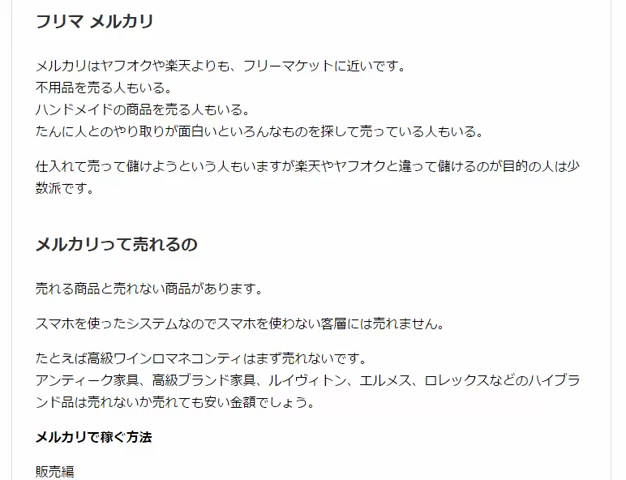 フリマ メルカリ
メルカリはヤフオクや楽天よりも、フリーマーケットに近いです。
不用品を売る人もいる。
ハンドメイドの商品を売る人もいる。
たんに人とのやり取りが面白いといろんなものを探して売っている人もいる。
仕入れて売って儲けようという人もいますが楽天やヤフオクと違って儲けるのが目的の人は少
数派です。
メルカリって売れるの
売れる商品と売れない商品があります。
スマホを使ったシステムなのでスマホを使わない客層には売れません。
たとえば高級ワインロマネコンティはまず売れないです。
アンティーク家具、高級ブランド家具、ルイヴィトン、エルメス、ロレックスなどのハイブラ
ンド品は売れないか売れても安い金額でしょう。
メルカリで稼ぐ方法
販売編